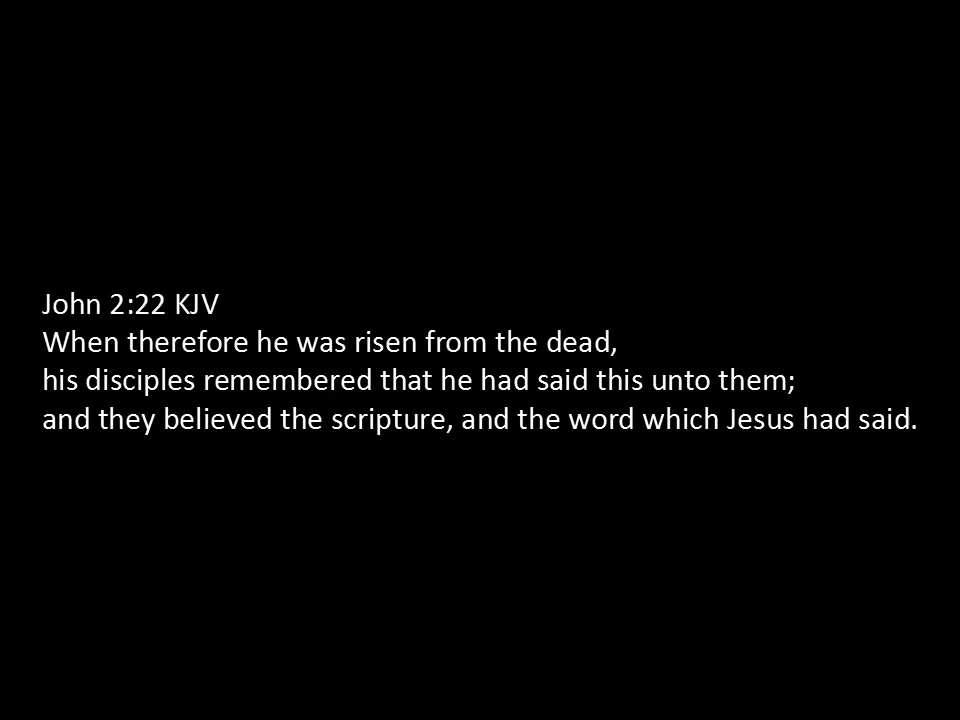 John 2:22 KJV
When therefore he was risen from the dead,
his disciples remembered that he had said this unto them;
and they believed the scripture, and the word which Jesus had said.